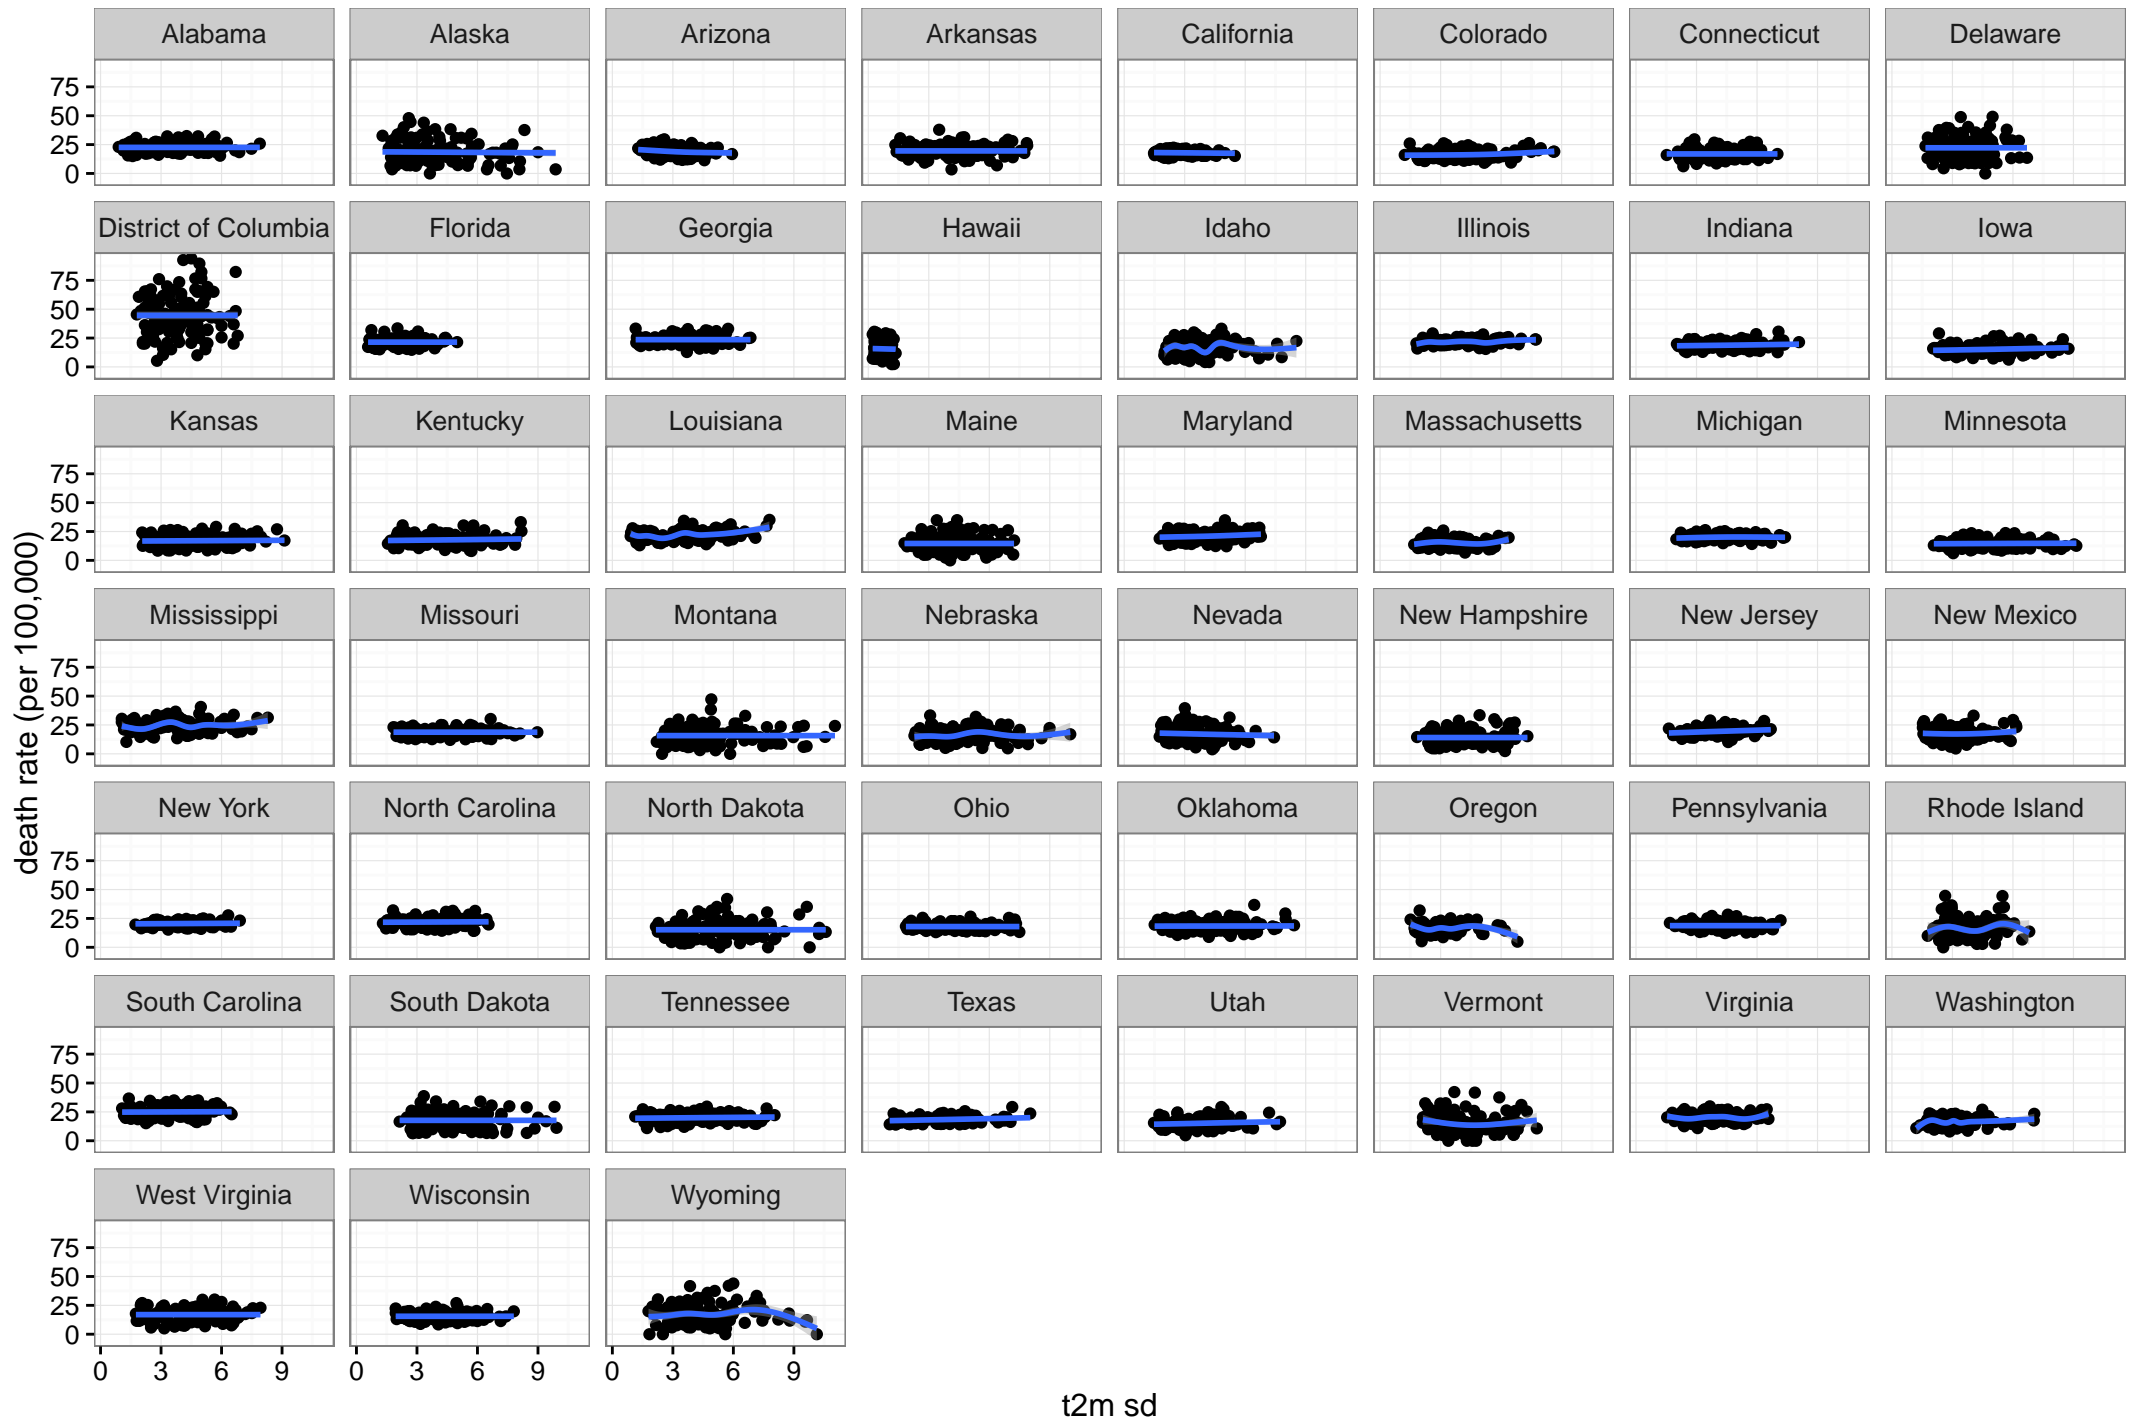 Alabama Alaska Arizona Arkansas California Colorado Connecticut Delaware
75
50
25
0
District of Columbia Florida Georgia Hawaii Idaho Illinois Indiana Iowa
75
50
25
0
Kansas Kentucky Louisiana Maine Maryland Massachusetts Michigan Minnesota
75
50
25
0
death rate (per 100,000)
Mississippi Missouri Montana Nebraska Nevada New Hampshire New Jersey New Mexico
75
50
25
0
New York North Carolina North Dakota Ohio Oklahoma Oregon Pennsylvania Rhode Island
75
50
25
0
South Carolina South Dakota Tennessee Texas Utah Vermont Virginia Washington
75
50
25
0
West Virginia Wisconsin Wyoming
75
50
25
0
0 3 6 9 0 3 6 9 0 3 6 9
t2m sd